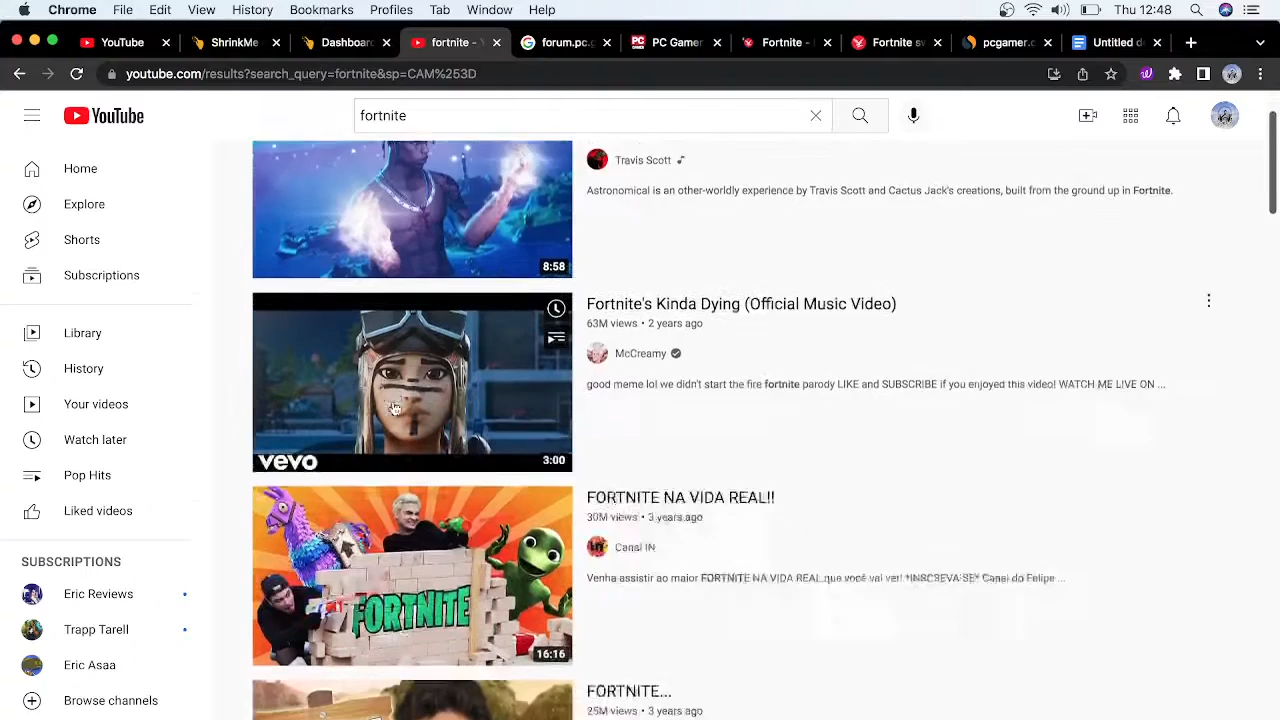 Chrome File Edit View History Bookmarks Profiles Tab Window Help Thu 12:48
YouTube ShrinkMe Dashboar fortnite - Y forum.pc.g PC Gamer Fortnite - Fortnite sv pcgamer.c Untitled d
youtube.com/results?search_query=fortnite&sp=CAM%253D
YouTube
fortnite
Home
Explore
Shorts
Subscriptions
Library
History
Your videos
Watch later
Pop Hits
Liked videos
SUBSCRIPTIONS
Eric Reviews
Trapp Tarell
Eric Asaa
Browse channels
8:58
Travis Scott
Astronomical is an other-worldly experience by Travis Scott and Cactus Jack's creations, built from the ground up in Fortnite.
vevo
3:00
Fortnite's Kinda Dying (Official Music Video)
63M views • 2 years ago
McCreamy
good meme lol we didn't start the fire fortnite parody LIKE and SUBSCRIBE if you enjoyed this video! WATCH ME L!VE ON ...
FORTNITE
16:16
FORTNITE NA VIDA REAL!!
30M views • 3 years ago
Canal IN
Venha assistir ao maior FORTNITE NA VIDA REAL que você vai ver! *INSCREVA-SE* Canal do Felipe ...
FORTNITE...
25M views • 3 years ago